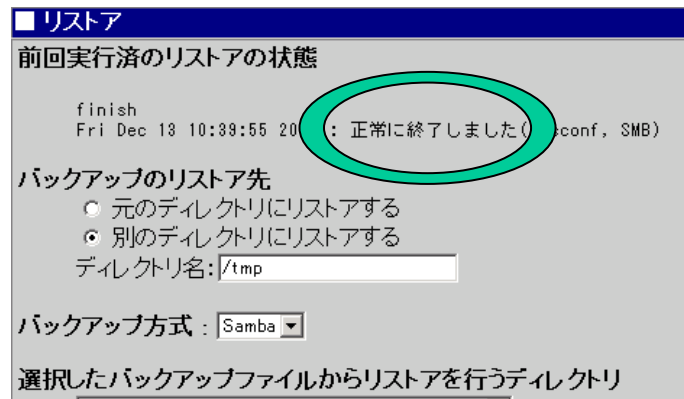 ■ リストア
前回実行済のリストアの状態
finish
Fri Dec 13 10:39:55 20 : 正常に終了しました( conf, SMB)
バックアップのリストア先
元のディレクトリにリストアする
別のディレクトリにリストアする
ディレクトリ名: /tmp
バックアップ方式 : Samba
選択したバックアップファイルからリストアを行うディレクトリ